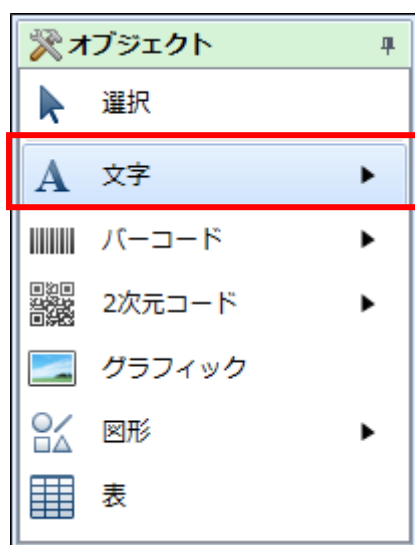 オブジェクト
選択
文字
バーコード
2次元コード
グラフィック
図形
表